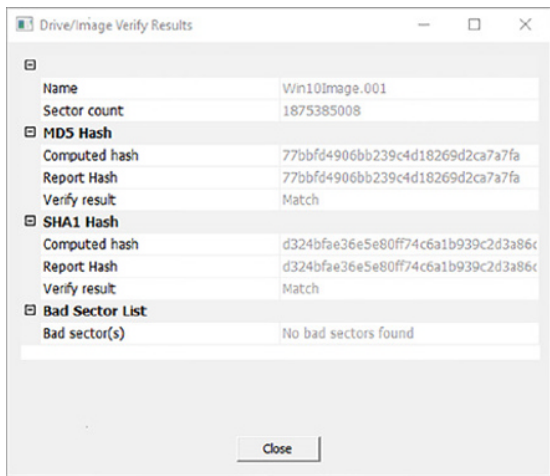 Drive/Image Verify Results
Name Win10Image.001
Sector count 1875385008
MD5 Hash
Computed hash 77bbfd4906bb239c4d18269d2ca7a7fa
Report Hash 77bbfd4906bb239c4d18269d2ca7a7fa
Verify result Match
SHA1 Hash
Computed hash d324bfae36e5e80ff74c6a1b939c2d3a86c
Report Hash d324bfae36e5e80ff74c6a1b939c2d3a86c
Verify result Match
Bad Sector List
Bad sector(s) No bad sectors found
Close